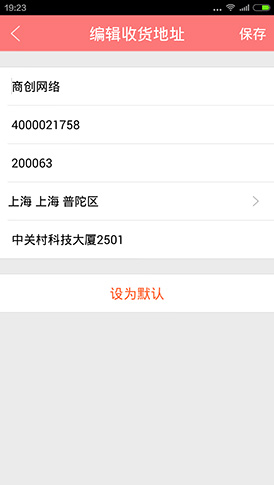 19:23
编辑收货地址 保存
商创网络
4000021758
200063
上海 上海 普陀区
中关村科技大厦2501
设为默认